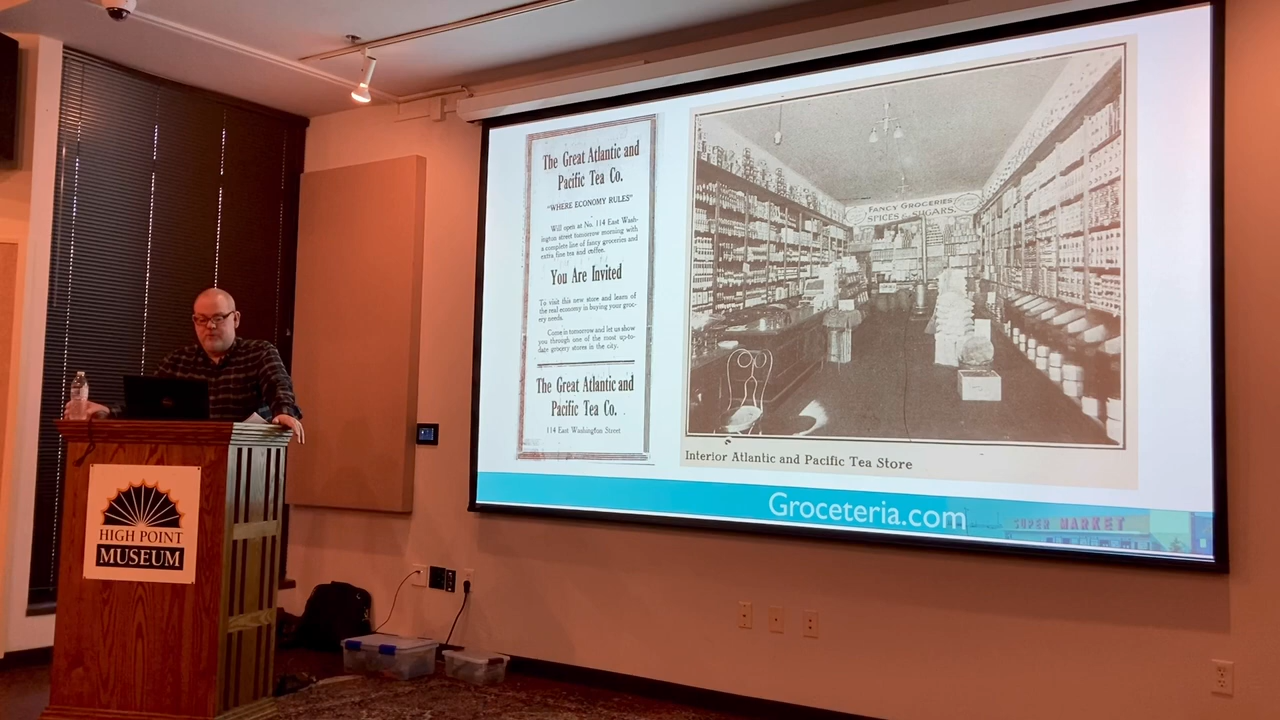 The Great Atlantic and
Pacific Tea Co.
"WHERE ECONOMY RULES"
Will open at No. 114 East Wash-
ington street tomorrow morning with
a complete line of fancy groceries and
extra fine tea and coffee.
You Are Invited
To visit this new store and learn of
the real economy in buying your groc-
ery needs.
Come in tomorrow and let us show
you through one of the most up-to-
date grocery stores in the city.
The Great Atlantic and
Pacific Tea Co.
114 East Washington Street
FANCY GROCERIES
SPICES & SUGARS.
Interior Atlantic and Pacific Tea Store
Groceteria.com
SUPER MARKET
HIGH POINT
MUSEUM